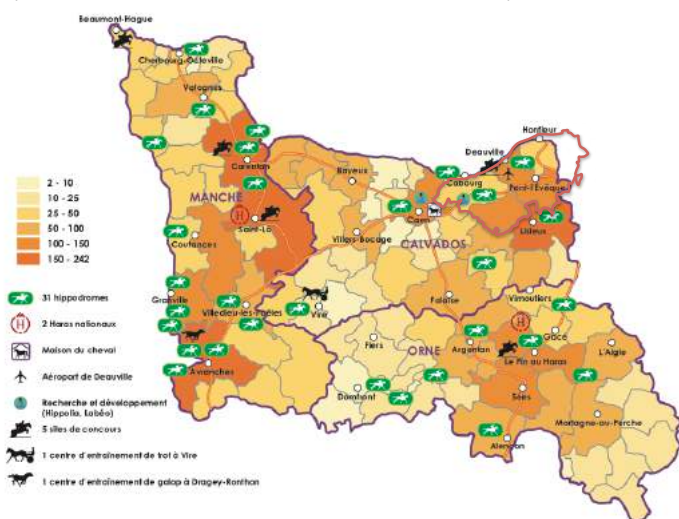 Beaumont-Hague
Cherbourg-Octeville
Valognes
Honfleur
Deauville
Carentan
Bayeux
Cabourg
Pont-l'Evêque
MANCHE
Caen
Saint-Lô
Lisieux
CALVADOS
Coutances
Villers-Bocage
Granville
Villedieu-les-Poêles
Vire
Falaise
Vimoutiers
Flers
ORNE
Argentan
Gacé
L'Aigle
Le Pin au Haras
Avranches
Domfront
Sées
Mortagne-au-Perche
Alençon
2 - 10
10 - 25
25 - 50
50 - 100
100 - 150
150 - 242
31 hippodromes
H
2 Haras nationaux
Maison du cheval
Aéroport de Deauville
Recherche et développement
(Hippolia, Labéo)
5 sites de concours
1 centre d'entraînement de trot à Vire
1 centre d'entraînement de galop à Dragey-Ronthon